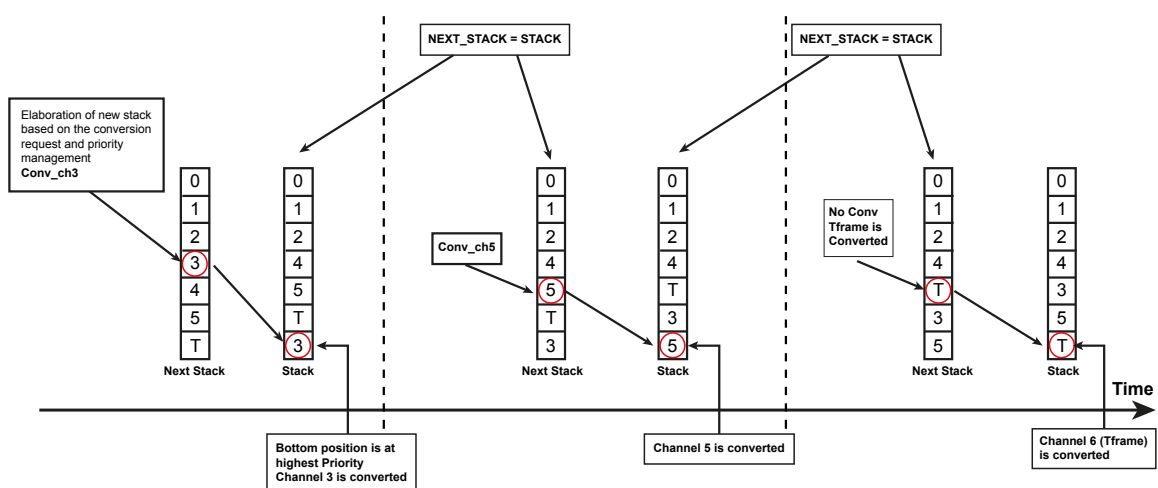 NEXT_STACK = STACK
NEXT_STACK = STACK
Elaboration of new stack
based on the conversion
request and priority
management
Conv_ch3
0
1
2
3
4
5
T
Next Stack
0
1
2
4
5
T
3
Stack
Conv_ch5
0
1
2
4
5
T
3
Next Stack
0
1
2
4
T
3
5
Stack
No Conv
Tframe is
Converted
0
1
2
4
T
3
5
Next Stack
0
1
2
4
3
5
T
Stack
Time
Bottom position is at
highest Priority
Channel 3 is converted
Channel 5 is converted
Channel 6 (Tframe)
is converted